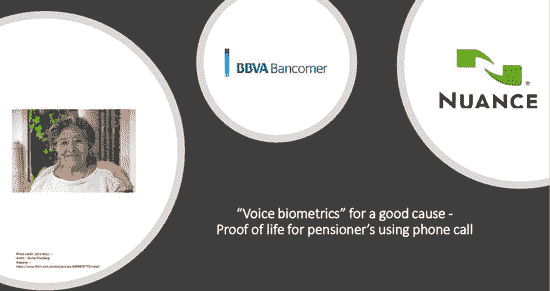 BBVA Bancomer
NUANCE
“Voice biometrics” for a good cause -
Proof of life for pensioner’s using phone call